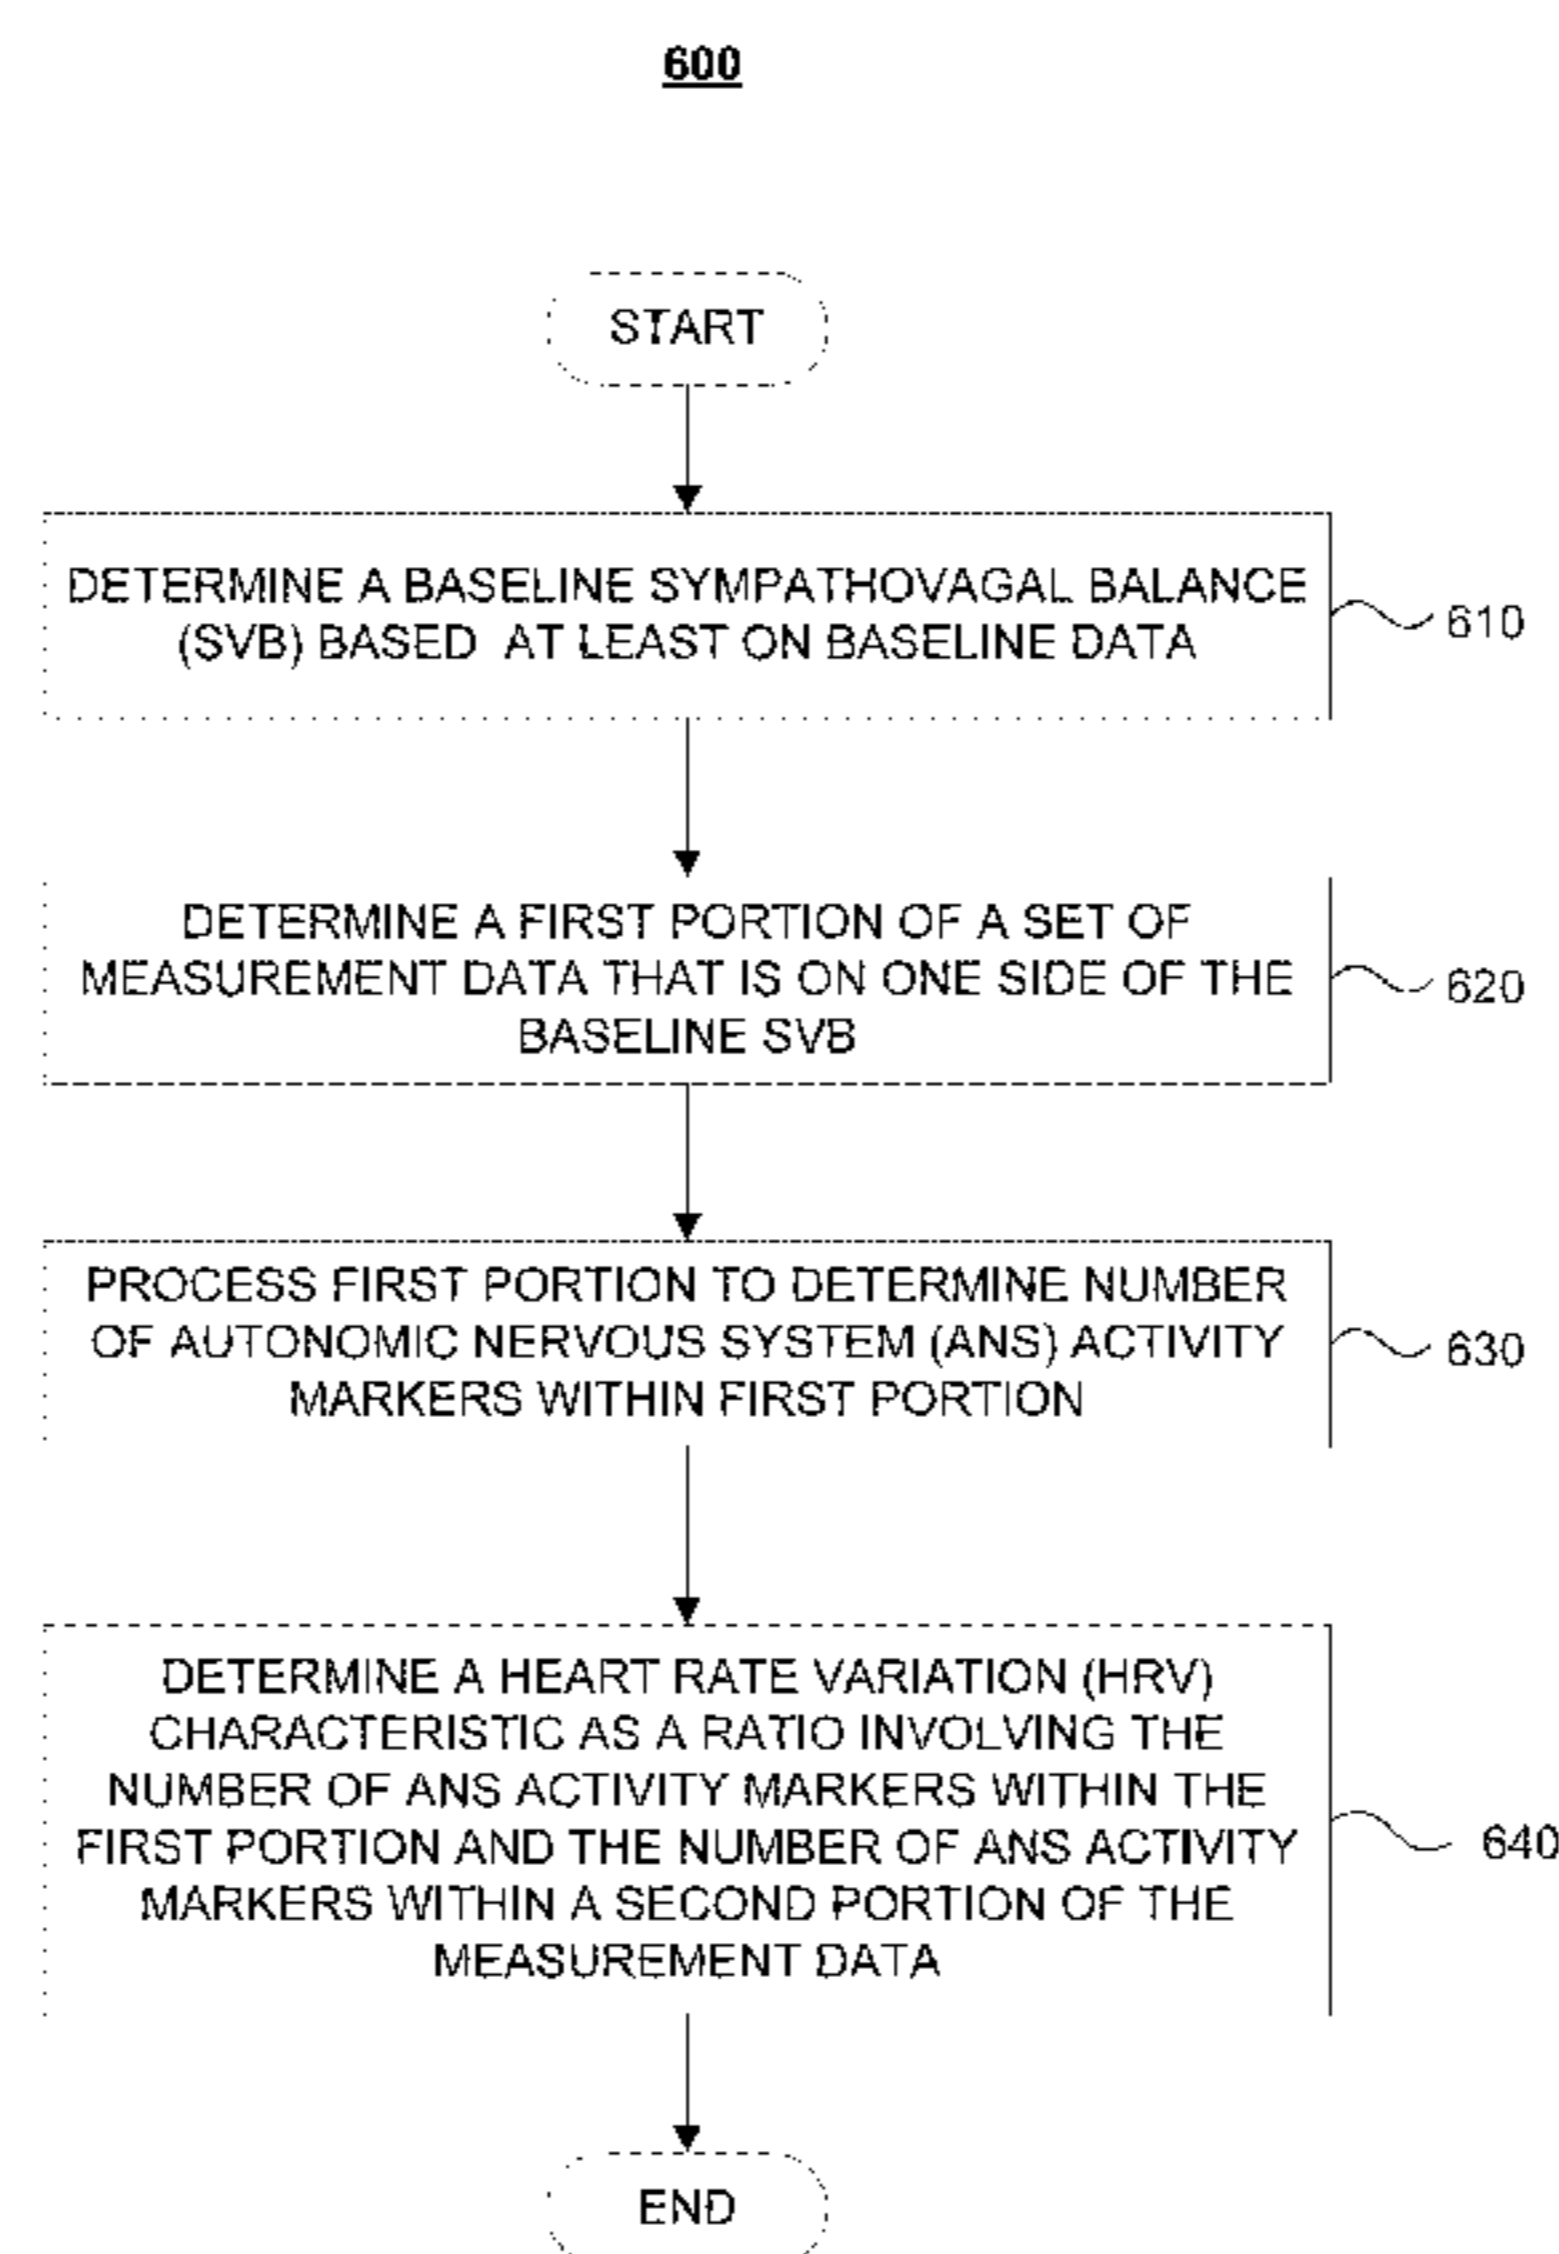 600
START
DETERMINE A BASELINE SYMPATHOVAGAL BALANCE
(SVB) BASED AT LEAST ON BASELINE DATA
610
DETERMINE A FIRST PORTION OF A SET OF
MEASUREMENT DATA THAT IS ON ONE SIDE OF THE
BASELINE SVB
620
PROCESS FIRST PORTION TO DETERMINE NUMBER
OF AUTONOMIC NERVOUS SYSTEM (ANS) ACTIVITY
MARKERS WITHIN FIRST PORTION
630
DETERMINE A HEART RATE VARIATION (HRV)
CHARACTERISTIC AS A RATIO INVOLVING THE
NUMBER OF ANS ACTIVITY MARKERS WITHIN THE
FIRST PORTION AND THE NUMBER OF ANS ACTIVITY
MARKERS WITHIN A SECOND PORTION OF THE
MEASUREMENT DATA
640
END